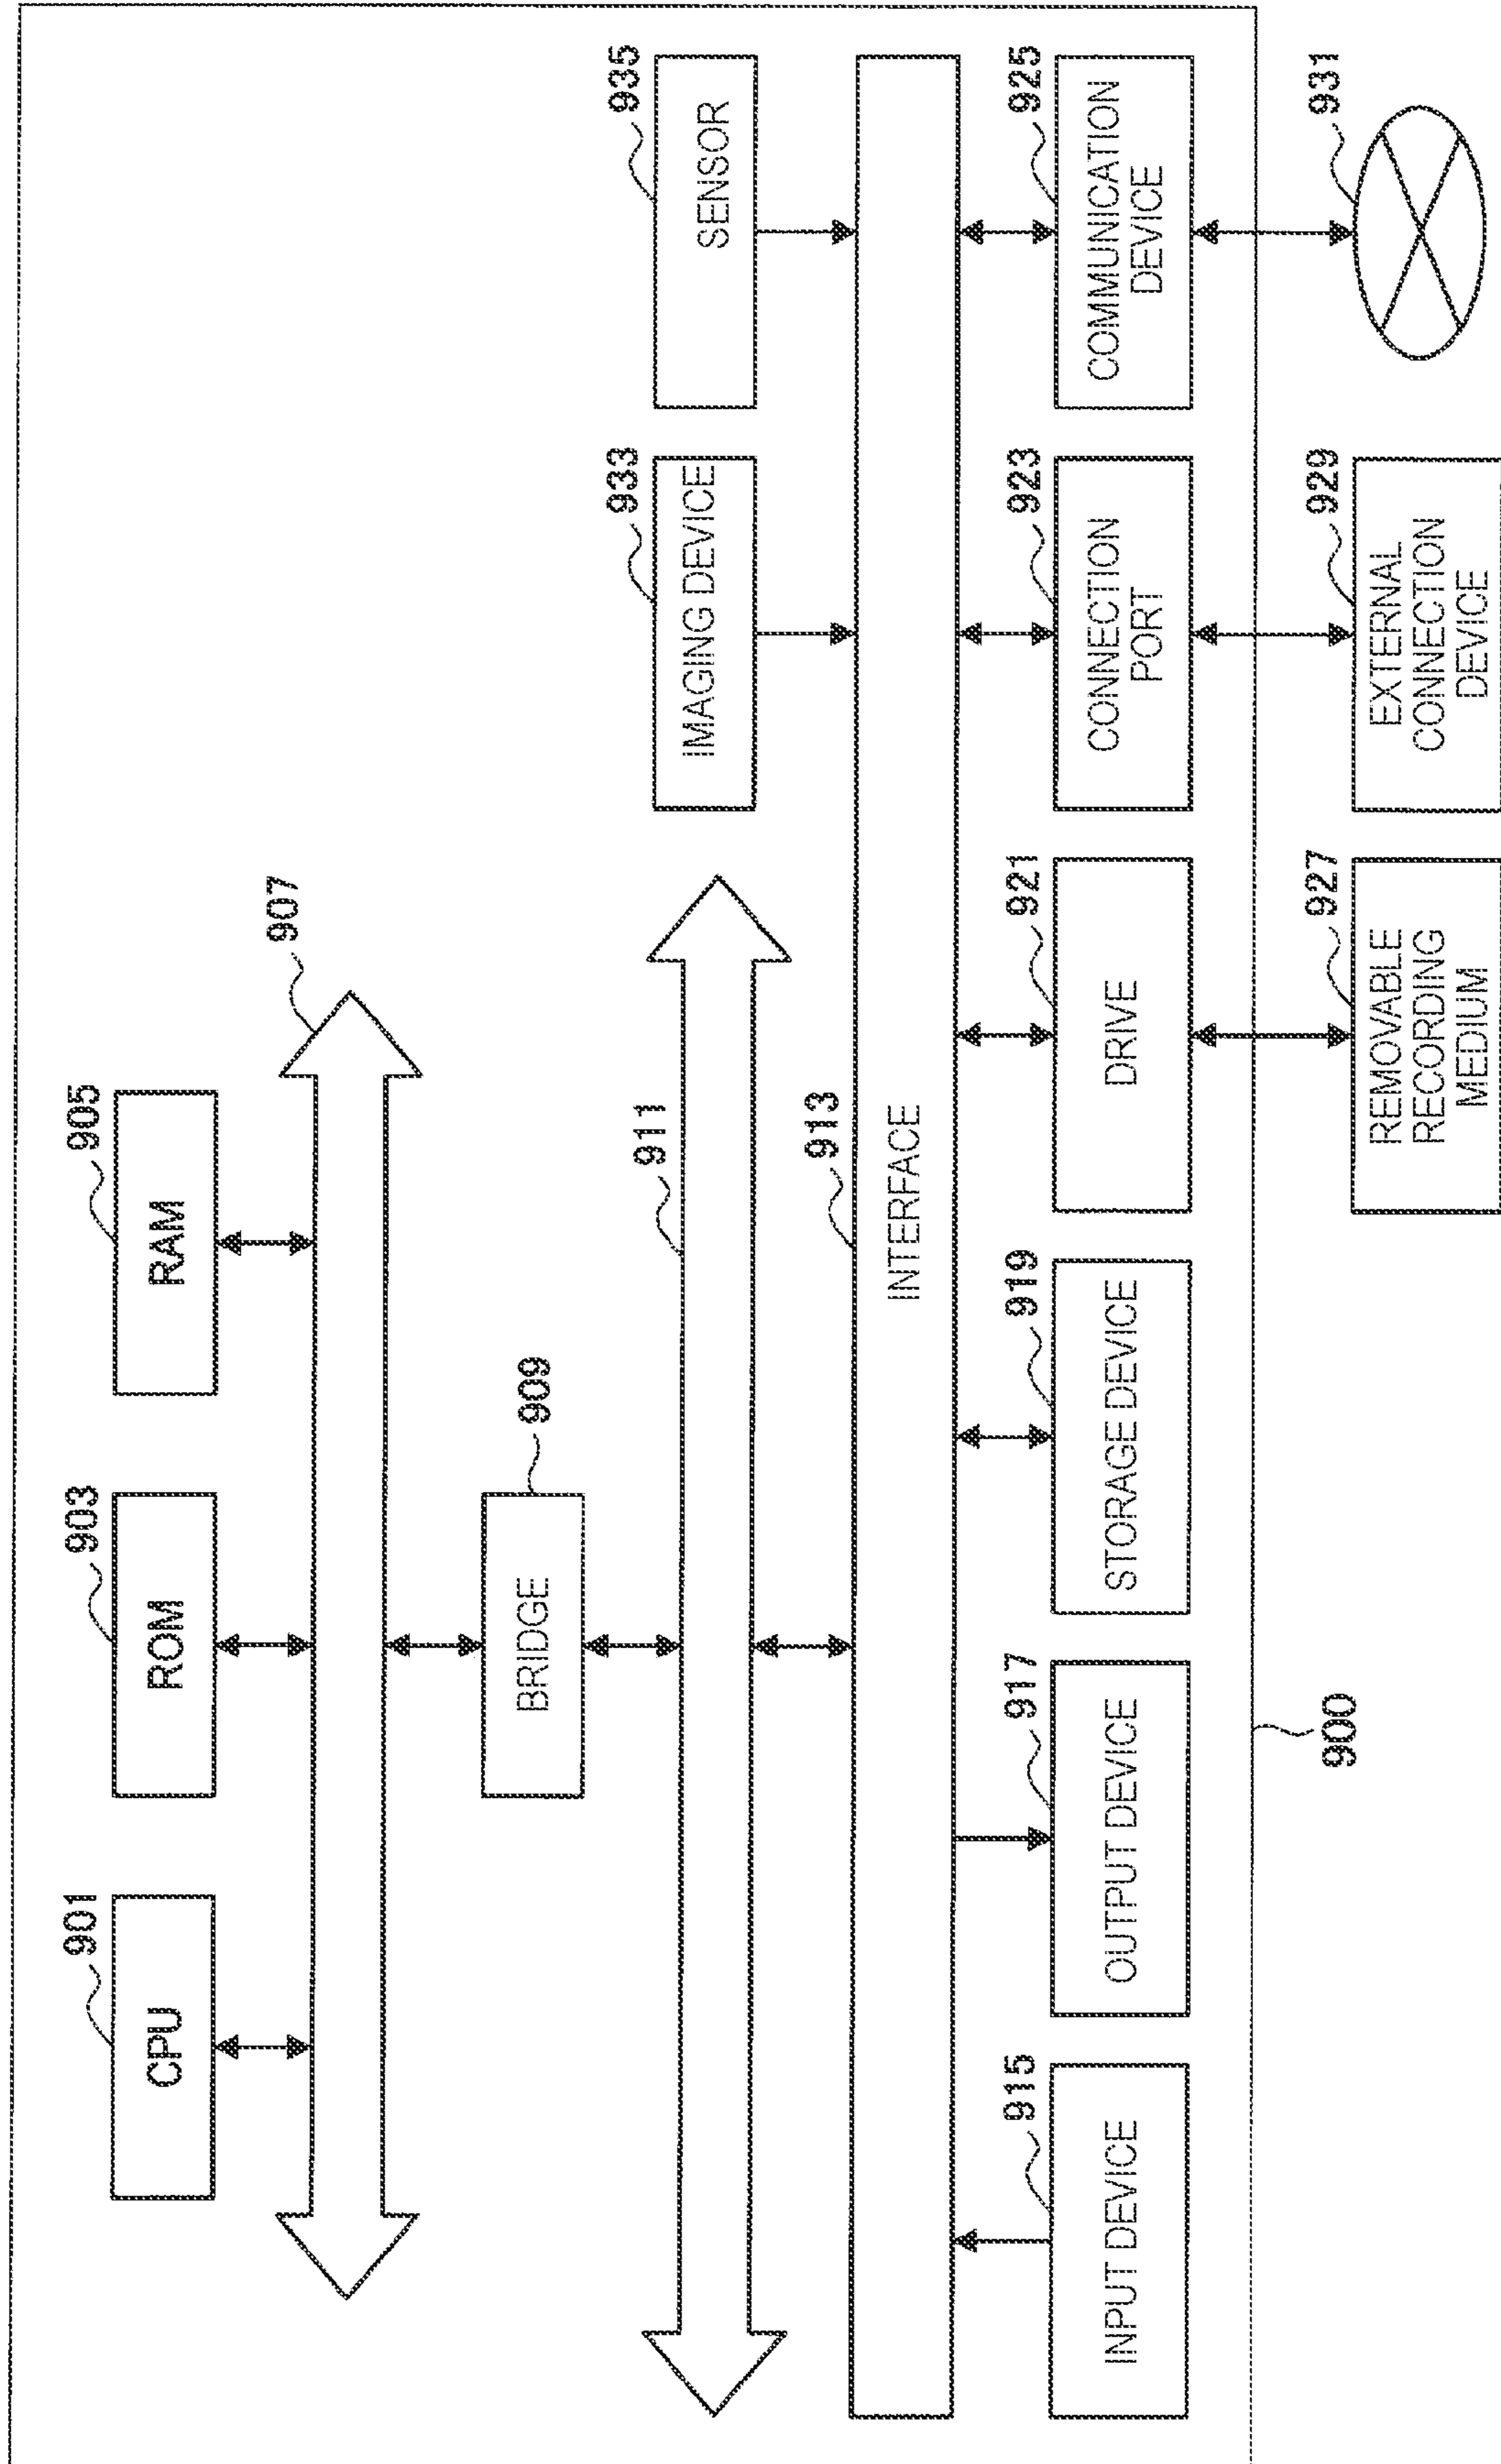 901
CPU
903
ROM
905
RAM
907
909
BRIDGE
911
933
IMAGING DEVICE
935
SENSOR
913
INTERFACE
915
INPUT DEVICE
917
OUTPUT DEVICE
919
STORAGE DEVICE
921
DRIVE
923
CONNECTION
PORT
925
COMMUNICATION
DEVICE
900
927
REMOVABLE
RECORDING
MEDIUM
929
EXTERNAL
CONNECTION
DEVICE
931